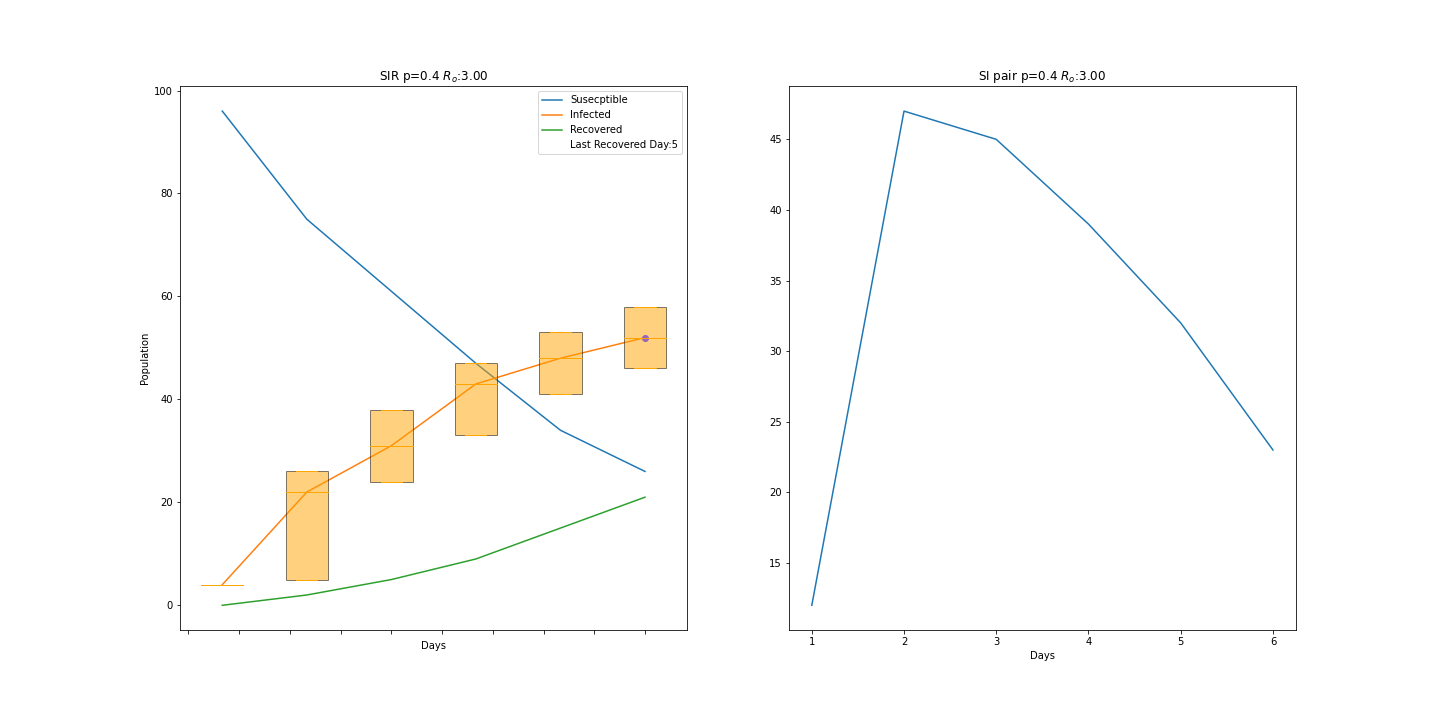 SIR p=0.4 Rₒ:3.00
100
80
60
40
20
0
Population
Days
Susecptible
Infected
Recovered
Last Recovered Day:5
SI pair p=0.4 Rₒ:3.00
45
40
35
30
25
20
15
1 2 3 4 5 6
Days